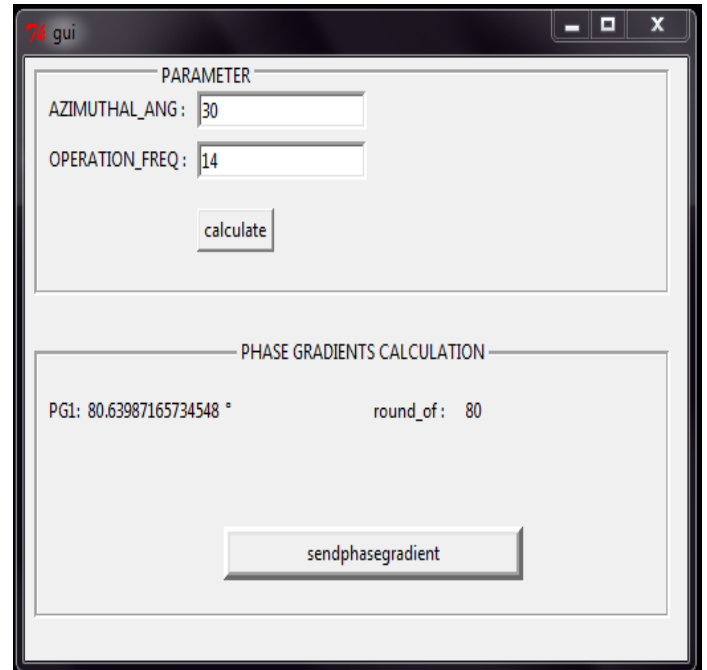 gui
PARAMETER
AZIMUTHAL_ANG : 30
OPERATION_FREQ : 14
calculate
PHASE GRADIENTS CALCULATION
PG1: 80.63987165734548 ° round_of : 80
sendphasegradient